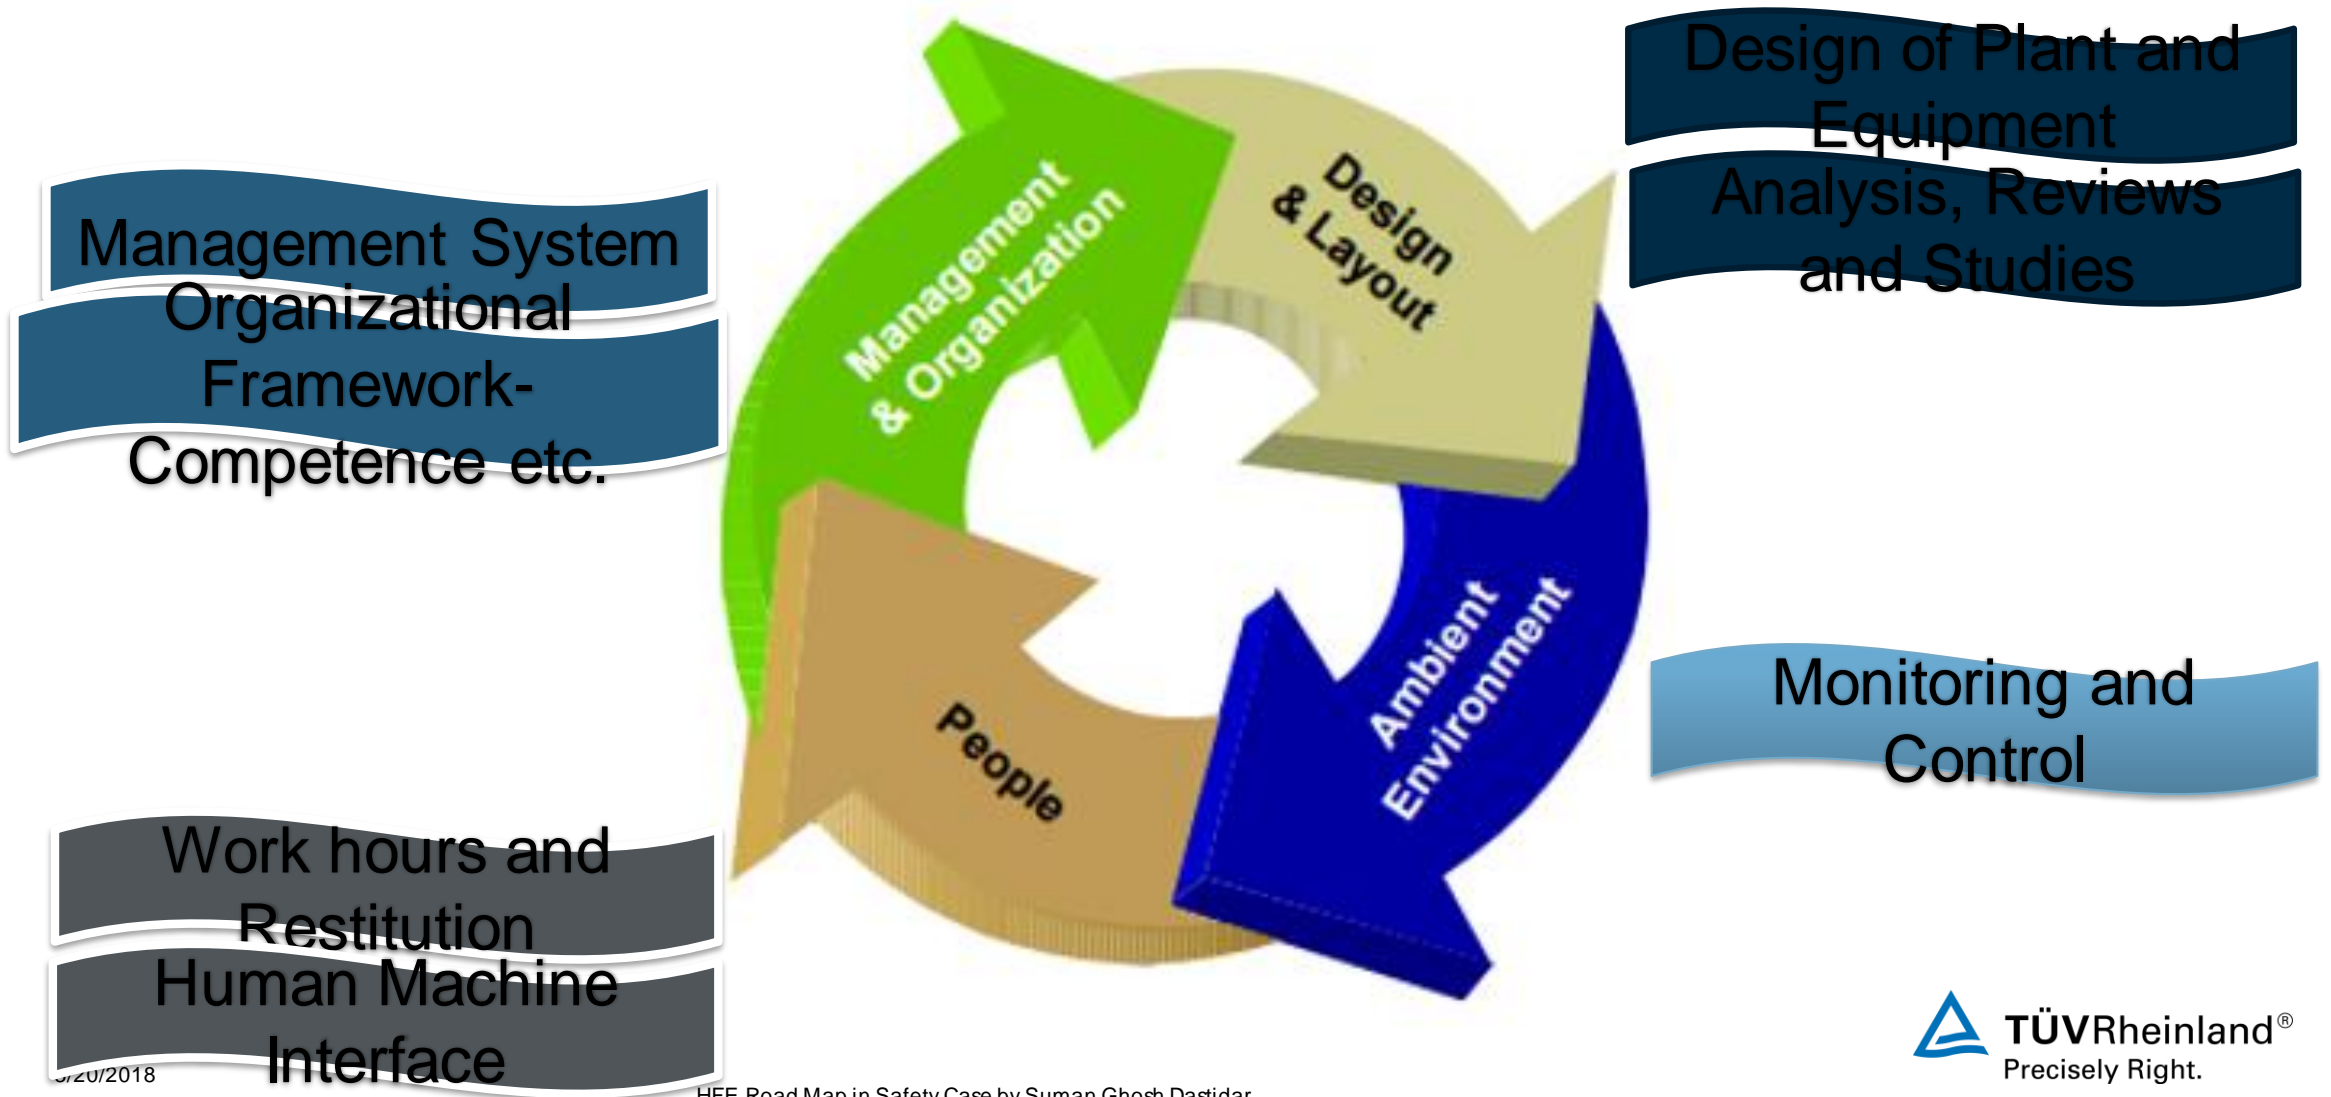 Management System
Organizational
Framework-
Competence etc.
Management
& Organization
Design
& Layout
Design of Plant and
Equipment
Analysis, Reviews
and Studies
Ambient
Environment
Monitoring and
Control
People
Work hours and
Restitution
Human Machine
Interface
/20/2018
HFE Road Map in Safety Case by Suman Ghosh Dastidar
TÜVRheinland®
Precisely Right.